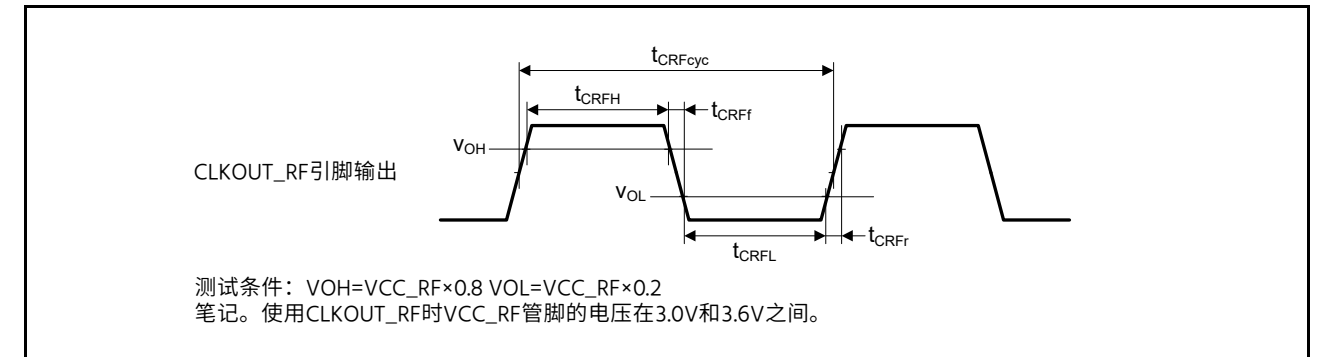 tCRFcyc
tCRFH
tCRFf
VOH
CLKOUT_RF引脚输出
VOL
tCRFL
tCRFr
测试条件：VOH=VCC_RF×0.8 VOL=VCC_RF×0.2
笔记。使用CLKOUT_RF时VCC_RF管脚的电压在3.0V和3.6V之间。